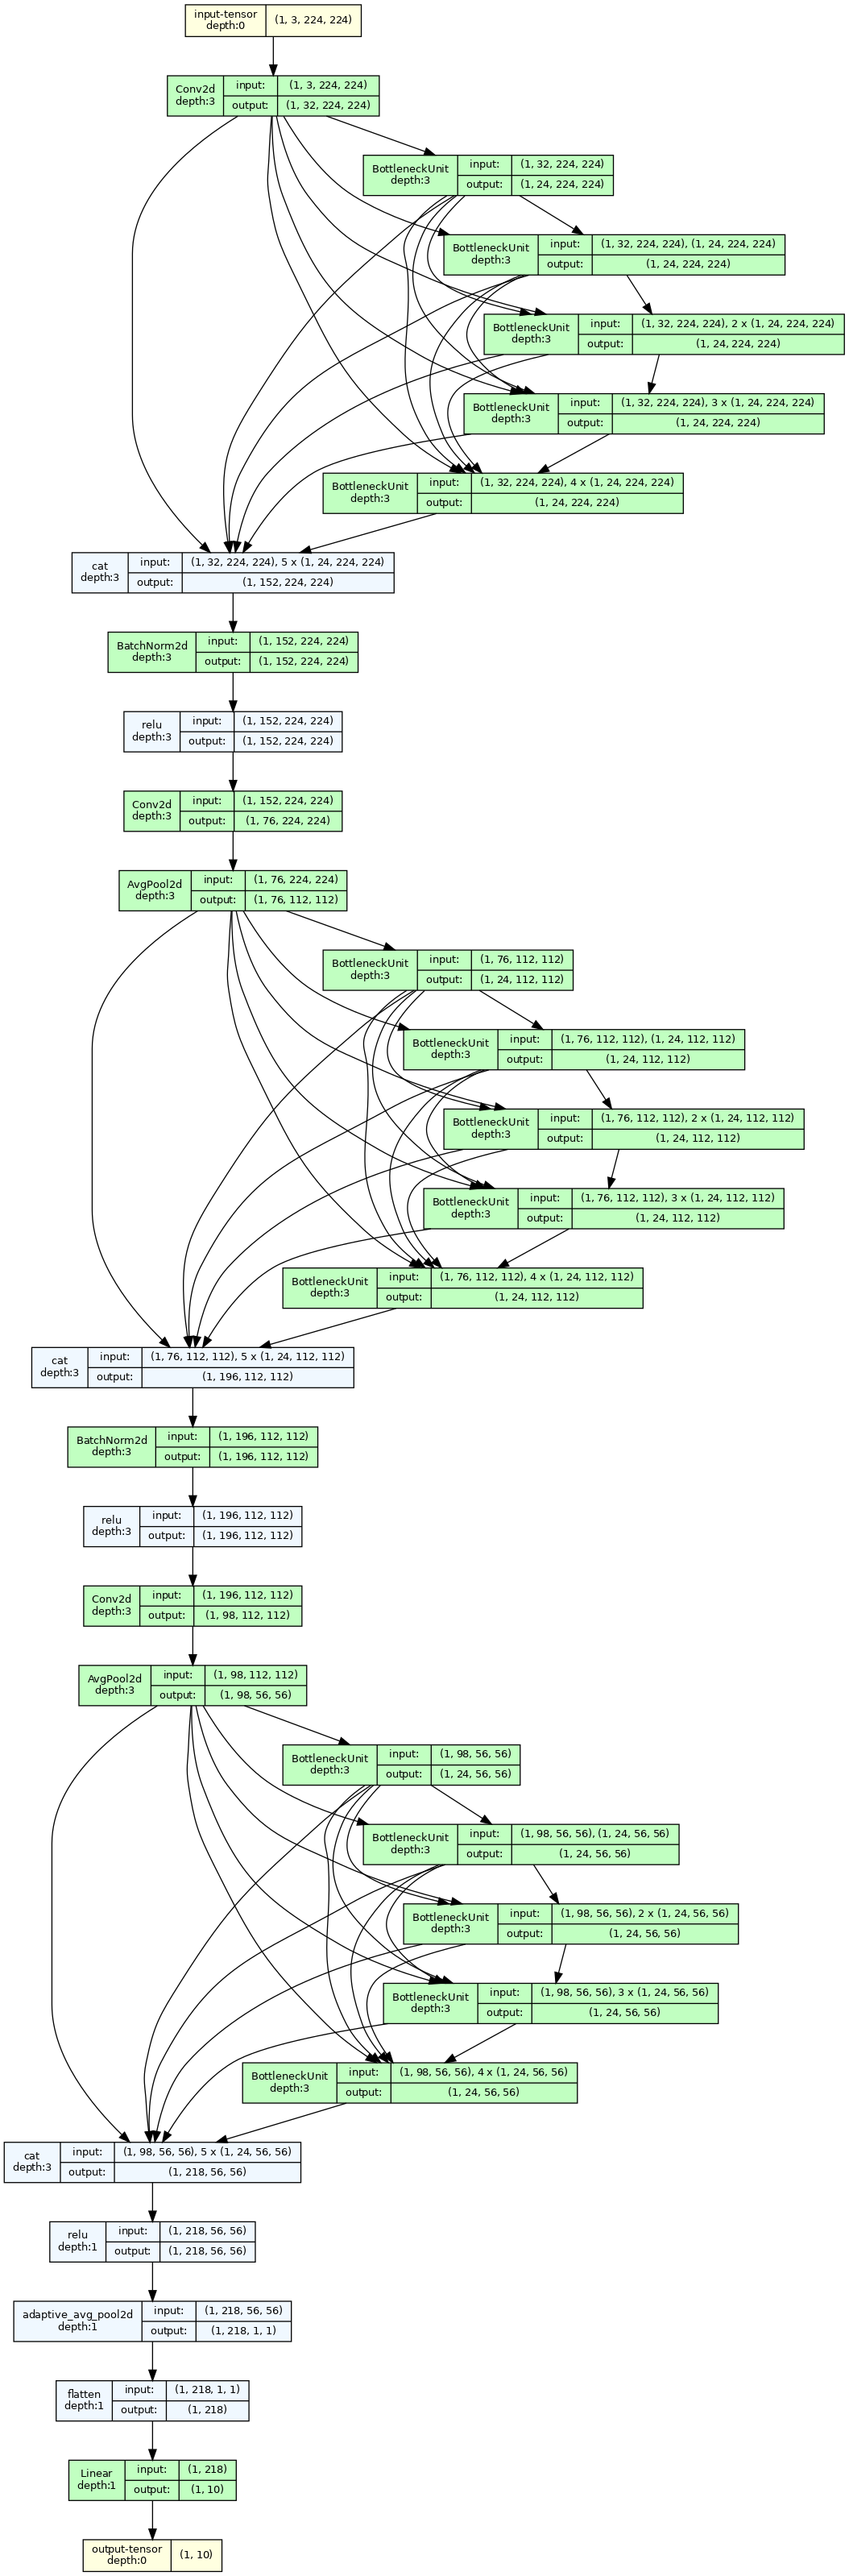 input-tensor
depth:0
(1, 3, 224, 224)
Conv2d
depth:3
input:
(1, 3, 224, 224)
output:
(1, 32, 224, 224)
BottleneckUnit
depth:3
input:
(1, 32, 224, 224)
output:
(1, 24, 224, 224)
BottleneckUnit
depth:3
input:
(1, 32, 224, 224), (1, 24, 224, 224)
output:
(1, 24, 224, 224)
BottleneckUnit
depth:3
input:
(1, 32, 224, 224), 2 x (1, 24, 224, 224)
output:
(1, 24, 224, 224)
BottleneckUnit
depth:3
input:
(1, 32, 224, 224), 3 x (1, 24, 224, 224)
output:
(1, 24, 224, 224)
BottleneckUnit
depth:3
input:
(1, 32, 224, 224), 4 x (1, 24, 224, 224)
output:
(1, 24, 224, 224)
cat
depth:3
input:
(1, 32, 224, 224), 5 x (1, 24, 224, 224)
output:
(1, 152, 224, 224)
BatchNorm2d
depth:3
input:
(1, 152, 224, 224)
output:
(1, 152, 224, 224)
relu
depth:3
input:
(1, 152, 224, 224)
output:
(1, 152, 224, 224)
Conv2d
depth:3
input:
(1, 152, 224, 224)
output:
(1, 76, 224, 224)
AvgPool2d
depth:3
input:
(1, 76, 224, 224)
output:
(1, 76, 112, 112)
BottleneckUnit
depth:3
input:
(1, 76, 112, 112)
output:
(1, 24, 112, 112)
BottleneckUnit
depth:3
input:
(1, 76, 112, 112), (1, 24, 112, 112)
output:
(1, 24, 112, 112)
BottleneckUnit
depth:3
input:
(1, 76, 112, 112), 2 x (1, 24, 112, 112)
output:
(1, 24, 112, 112)
BottleneckUnit
depth:3
input:
(1, 76, 112, 112), 3 x (1, 24, 112, 112)
output:
(1, 24, 112, 112)
BottleneckUnit
depth:3
input:
(1, 76, 112, 112), 4 x (1, 24, 112, 112)
output:
(1, 24, 112, 112)
cat
depth:3
input:
(1, 76, 112, 112), 5 x (1, 24, 112, 112)
output:
(1, 196, 112, 112)
BatchNorm2d
depth:3
input:
(1, 196, 112, 112)
output:
(1, 196, 112, 112)
relu
depth:3
input:
(1, 196, 112, 112)
output:
(1, 196, 112, 112)
Conv2d
depth:3
input:
(1, 196, 112, 112)
output:
(1, 98, 112, 112)
AvgPool2d
depth:3
input:
(1, 98, 112, 112)
output:
(1, 98, 56, 56)
BottleneckUnit
depth:3
input:
(1, 98, 56, 56)
output:
(1, 24, 56, 56)
BottleneckUnit
depth:3
input:
(1, 98, 56, 56), (1, 24, 56, 56)
output:
(1, 24, 56, 56)
BottleneckUnit
depth:3
input:
(1, 98, 56, 56), 2 x (1, 24, 56, 56)
output:
(1, 24, 56, 56)
BottleneckUnit
depth:3
input:
(1, 98, 56, 56), 3 x (1, 24, 56, 56)
output:
(1, 24, 56, 56)
BottleneckUnit
depth:3
input:
(1, 98, 56, 56), 4 x (1, 24, 56, 56)
output:
(1, 24, 56, 56)
cat
depth:3
input:
(1, 98, 56, 56), 5 x (1, 24, 56, 56)
output:
(1, 218, 56, 56)
relu
depth:1
input:
(1, 218, 56, 56)
output:
(1, 218, 56, 56)
adaptive_avg_pool2d
depth:1
input:
(1, 218, 56, 56)
output:
(1, 218, 1, 1)
flatten
depth:1
input:
(1, 218, 1, 1)
output:
(1, 218)
Linear
depth:1
input:
(1, 218)
output:
(1, 10)
output-tensor
depth:0
(1, 10)